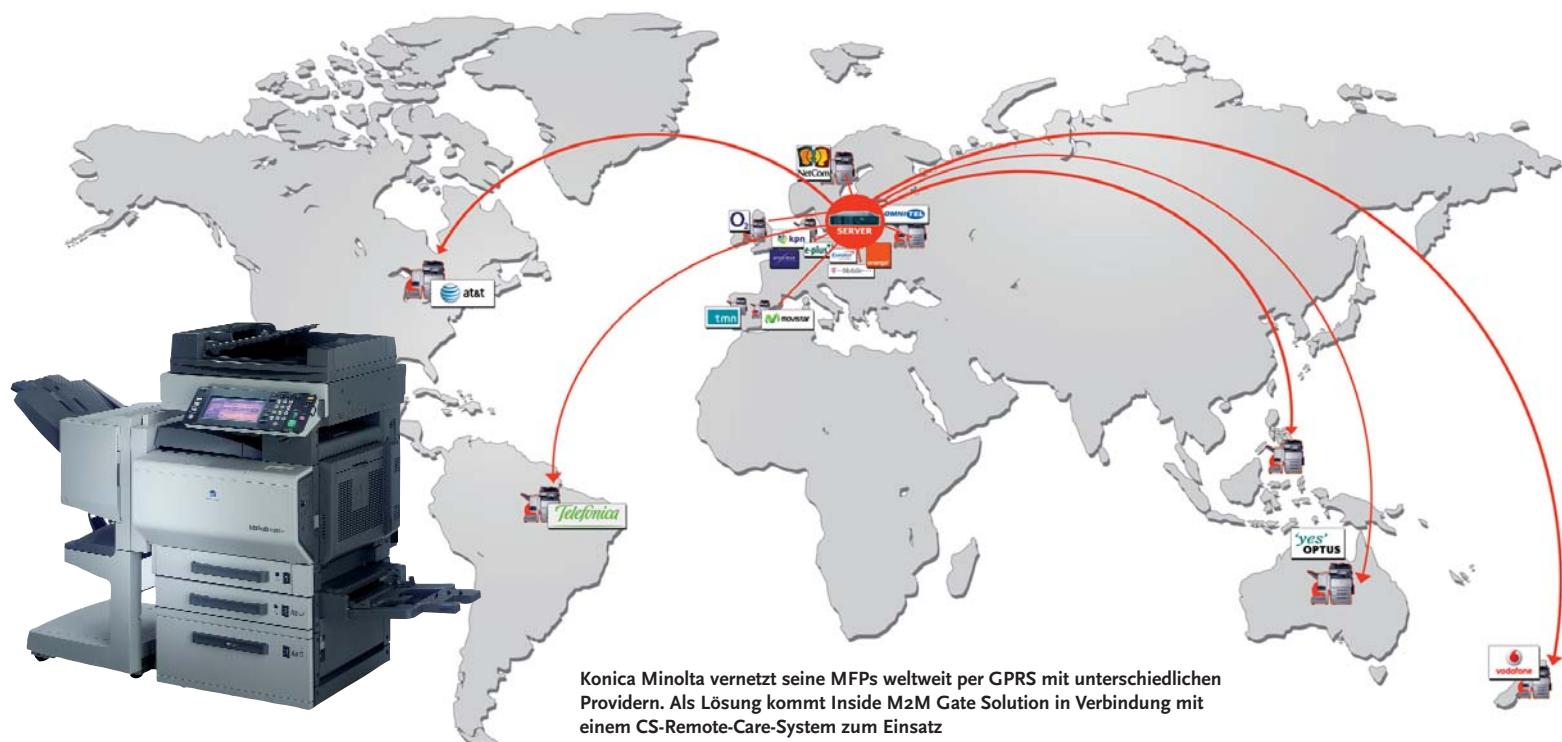 NetCom
O2
SERVER
OMNITEL
kpn
e-plus
orange
T-Mobile
at&t
tmn
movistar
Telefónica
'yes'
OPTUS
vodafone
Konica Minolta vernetzt seine MFPs weltweit per GPRS mit unterschiedlichen
Providern. Als Lösung kommt Inside M2M Gate Solution in Verbindung mit
einem CS-Remote-Care-System zum Einsatz